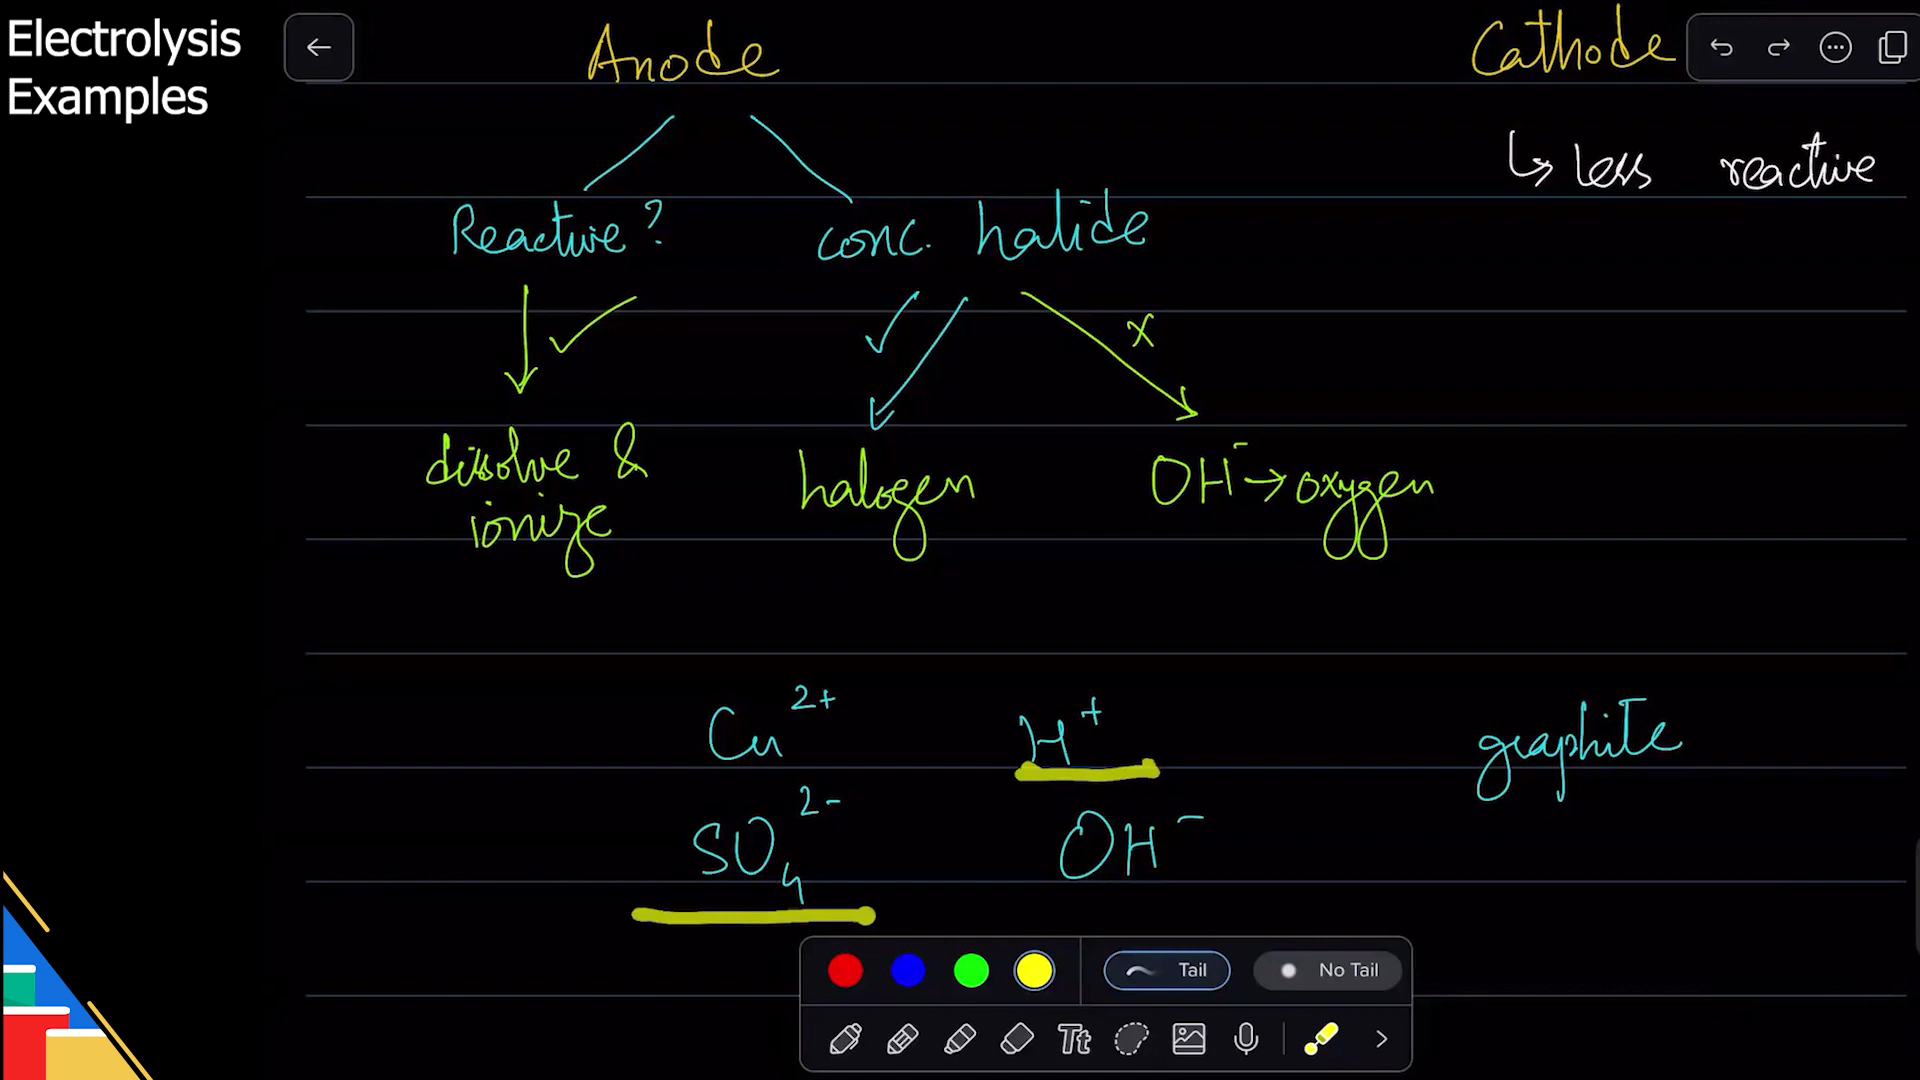 Electrolysis
Examples
Anode
Cathode
↳ less reactive
Reactive?
conc. halide
✓
✓
x
dissolve &
ionize
halogen
OH⁻→oxygen
Cu²⁺
H⁺
graphite
SO₄²⁻
OH⁻
Tail
No Tail
Tt